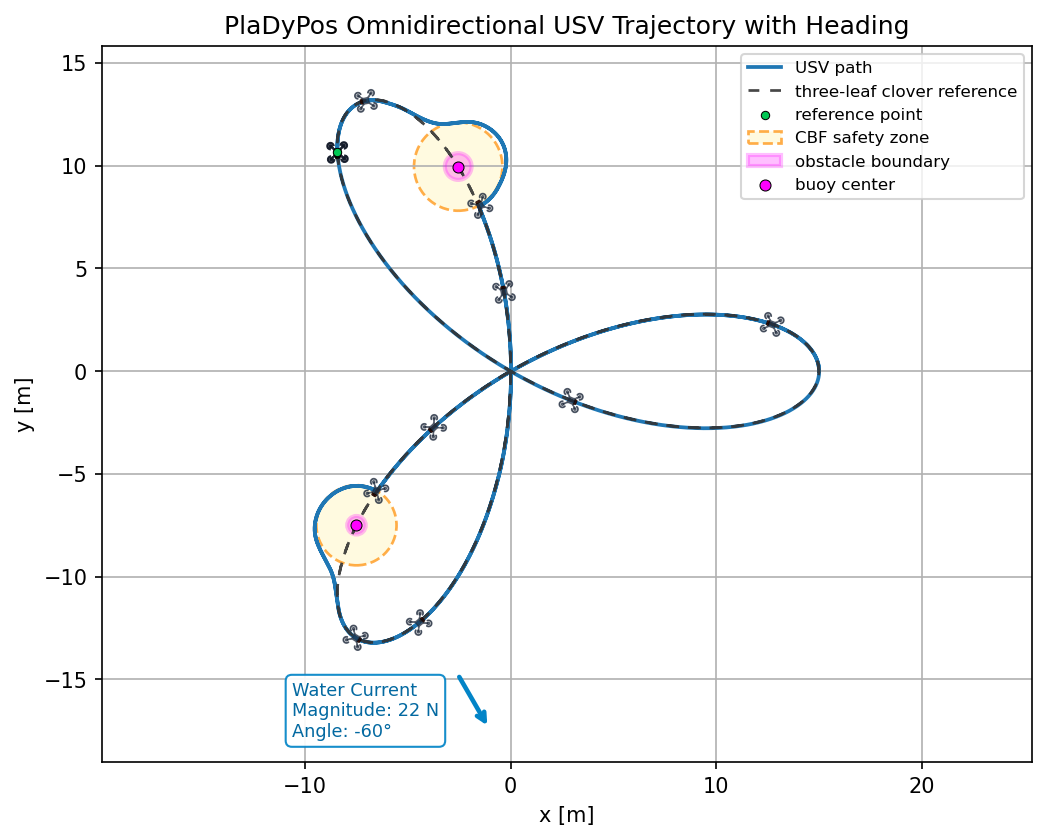 PlaDyPos Omnidirectional USV Trajectory with Heading
USV path
three-leaf clover reference
reference point
CBF safety zone
obstacle boundary
buoy center
15
10
5
0
−5
−10
−15
y [m]
Water Current
Magnitude: 22 N
Angle: -60°
−10
0
10
20
x [m]